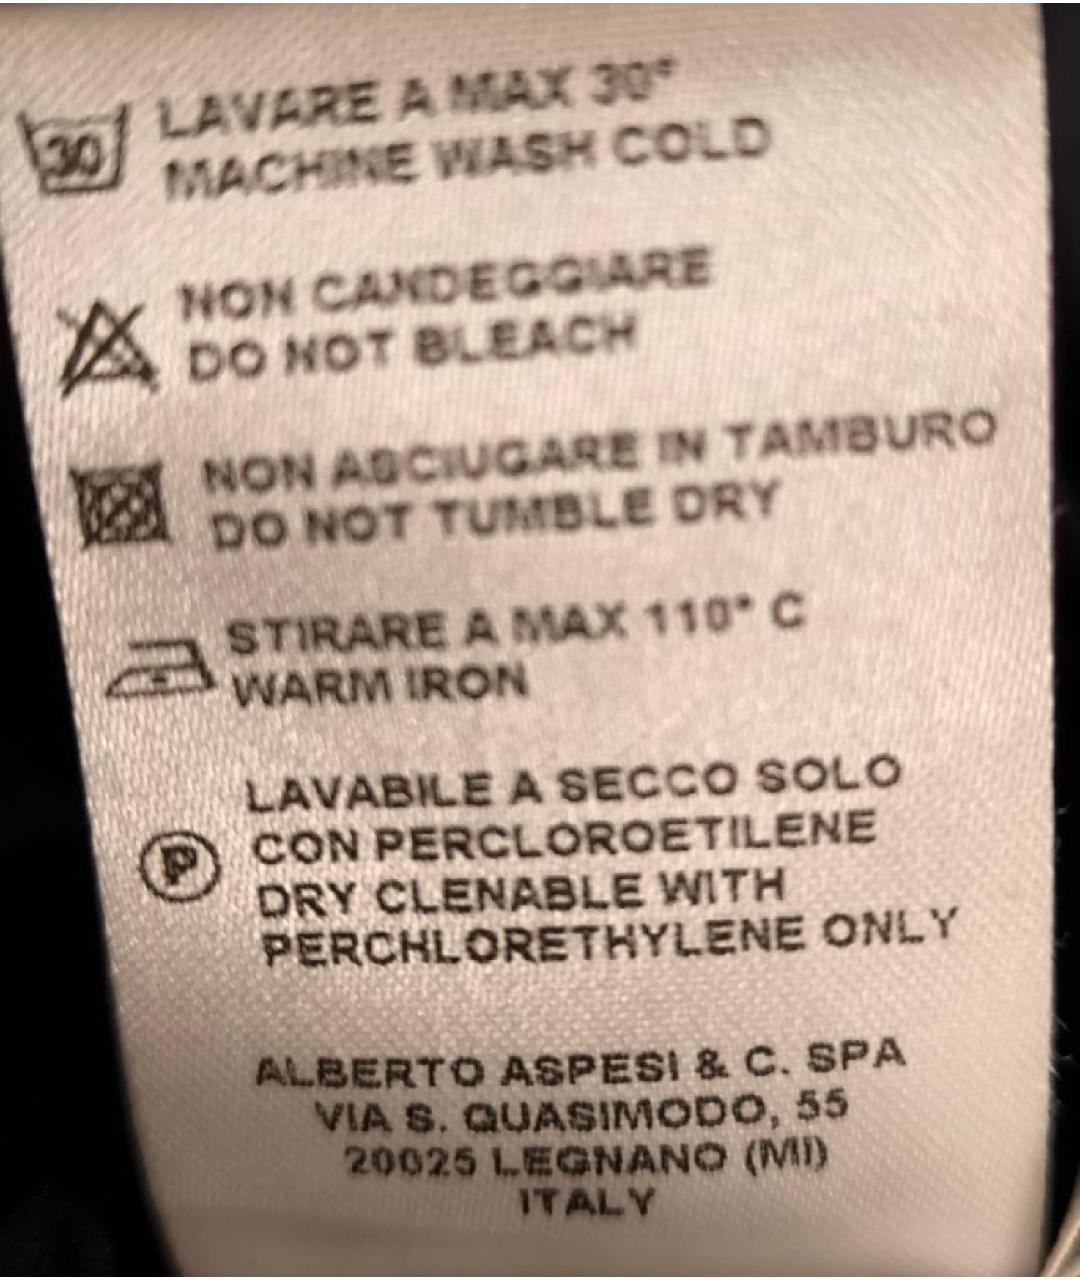 30 LAVARE A MAX 30°
MACHINE WASH COLD
NON CANDEGGIARE
DO NOT BLEACH
NON ASCIUGARE IN TAMBURO
DO NOT TUMBLE DRY
STIRARE A MAX 110° C
WARM IRON
LAVABILE A SECCO SOLO
CON PERCLOROETILENE
P
DRY CLENABLE WITH
PERCHLORETHYLENE ONLY
ALBERTO ASPESI & C. SPA
VIA S. QUASIMODO, 55
20025 LEGNANO (MI)
ITALY